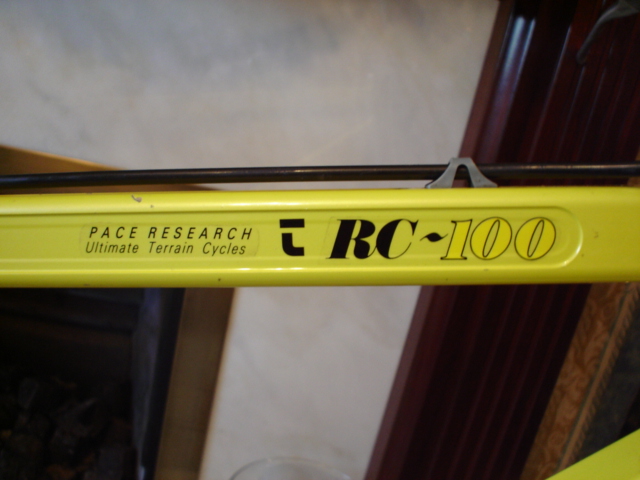 PACE RESEARCH
Ultimate Terrain Cycles
RC~100